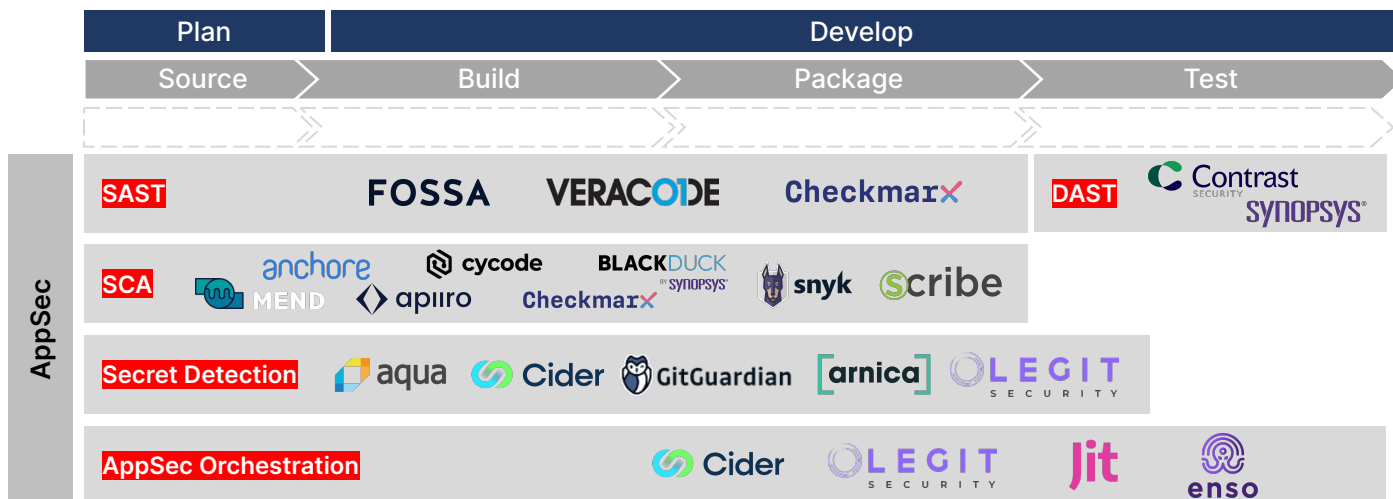 Plan
Develop
Source
Build
Package
Test
AppSec
SAST
FOSSA
VERACODE
Checkmarx
DAST
Contrast
SECURITY
SYNOPSYS®
SCA
MEND
anchore
apiiro
cycode
Checkmarx
BLACKDUCK
BY SYNOPSYS®
snyk
scribe
Secret Detection
aqua
Cider
GitGuardian
[arnica]
LEGIT
SECURITY
AppSec Orchestration
Cider
LEGIT
SECURITY
Jit
enso